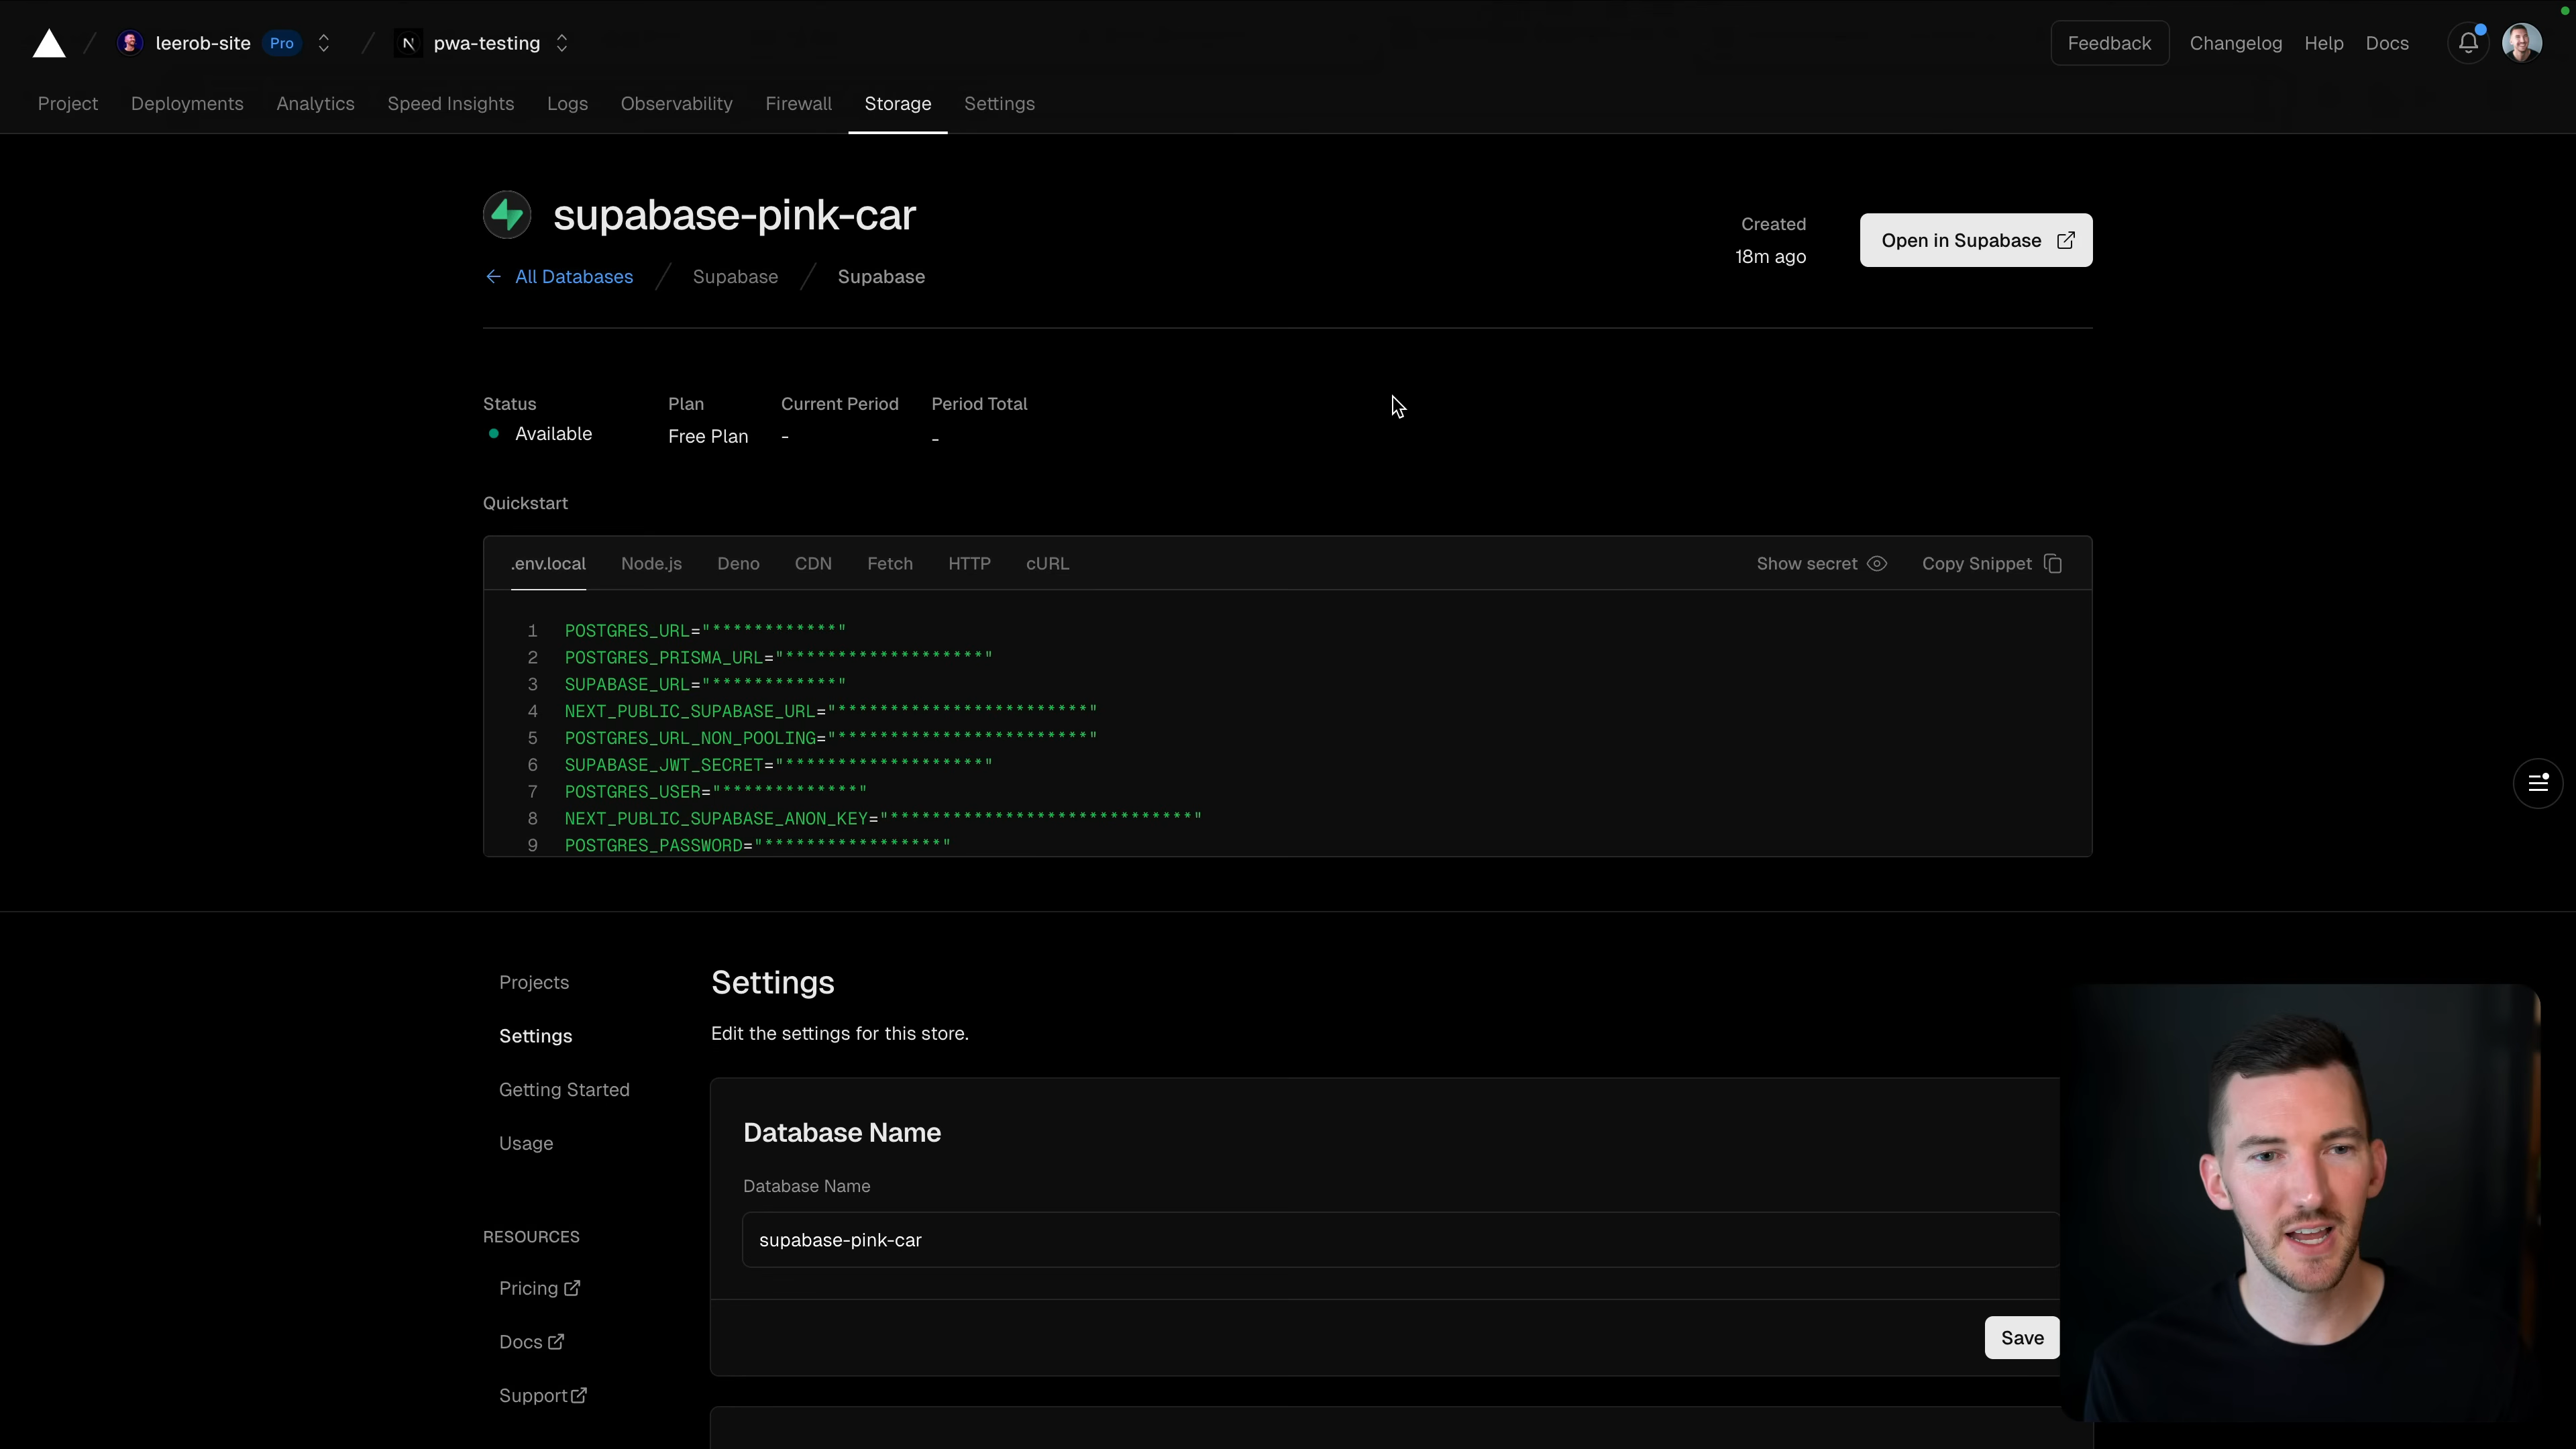 leerob-site Pro
N pwa-testing
Feedback Changelog Help Docs
Project Deployments Analytics Speed Insights Logs Observability Firewall Storage Settings
supabase-pink-car
All Databases / Supabase / Supabase
Created
18m ago
Open in Supabase
Status Plan Current Period Period Total
Available Free Plan - -
Quickstart
.env.local Node.js Deno CDN Fetch HTTP cURL Show secret Copy Snippet
1 POSTGRES_URL="************"
2 POSTGRES_PRISMA_URL="*******************"
3 SUPABASE_URL="************"
4 NEXT_PUBLIC_SUPABASE_URL="************************"
5 POSTGRES_URL_NON_POOLING="************************"
6 SUPABASE_JWT_SECRET="*******************"
7 POSTGRES_USER="*************"
8 NEXT_PUBLIC_SUPABASE_ANON_KEY="*****************************"
9 POSTGRES_PASSWORD="*****************"
Projects
Settings
Getting Started
Usage
RESOURCES
Pricing
Docs
Support
Settings
Edit the settings for this store.
Database Name
Database Name
supabase-pink-car
Save